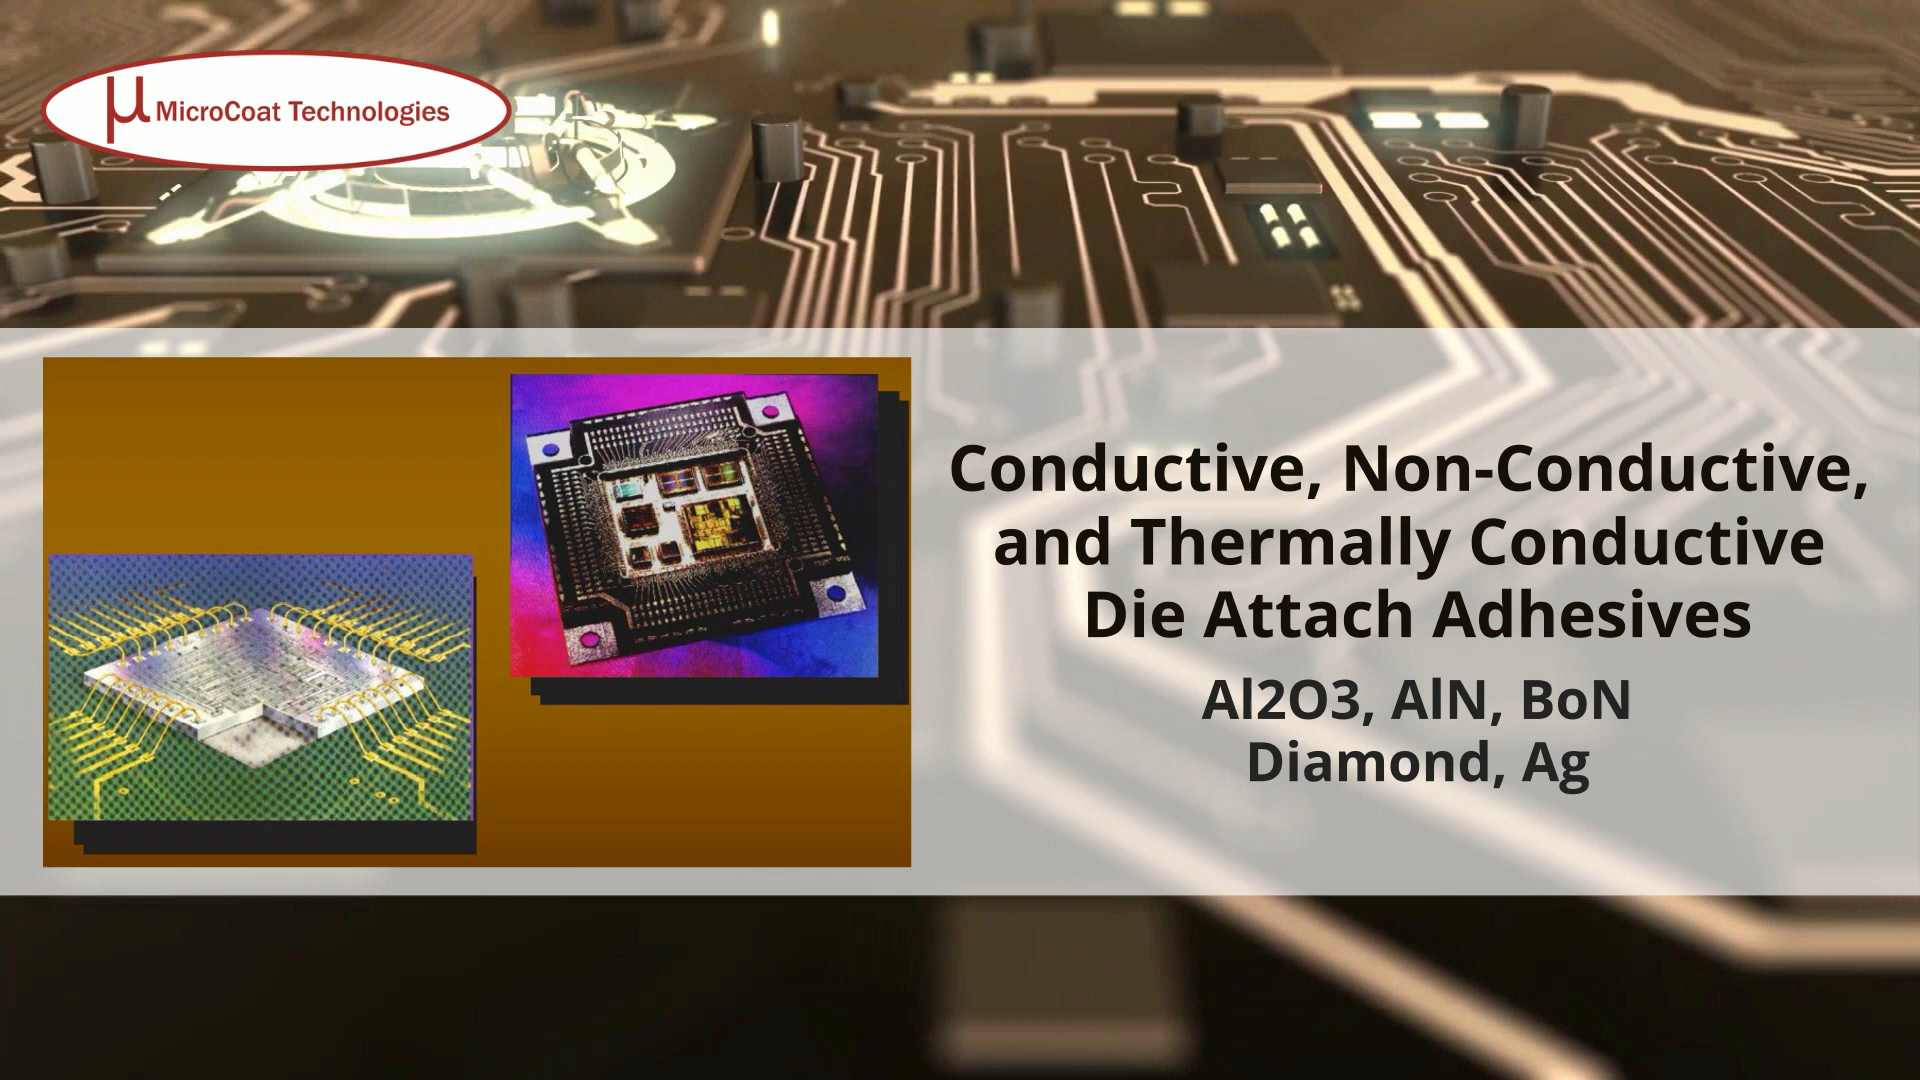 μ MicroCoat Technologies
Conductive, Non-Conductive,
and Thermally Conductive
Die Attach Adhesives
Al2O3, AlN, BoN
Diamond, Ag